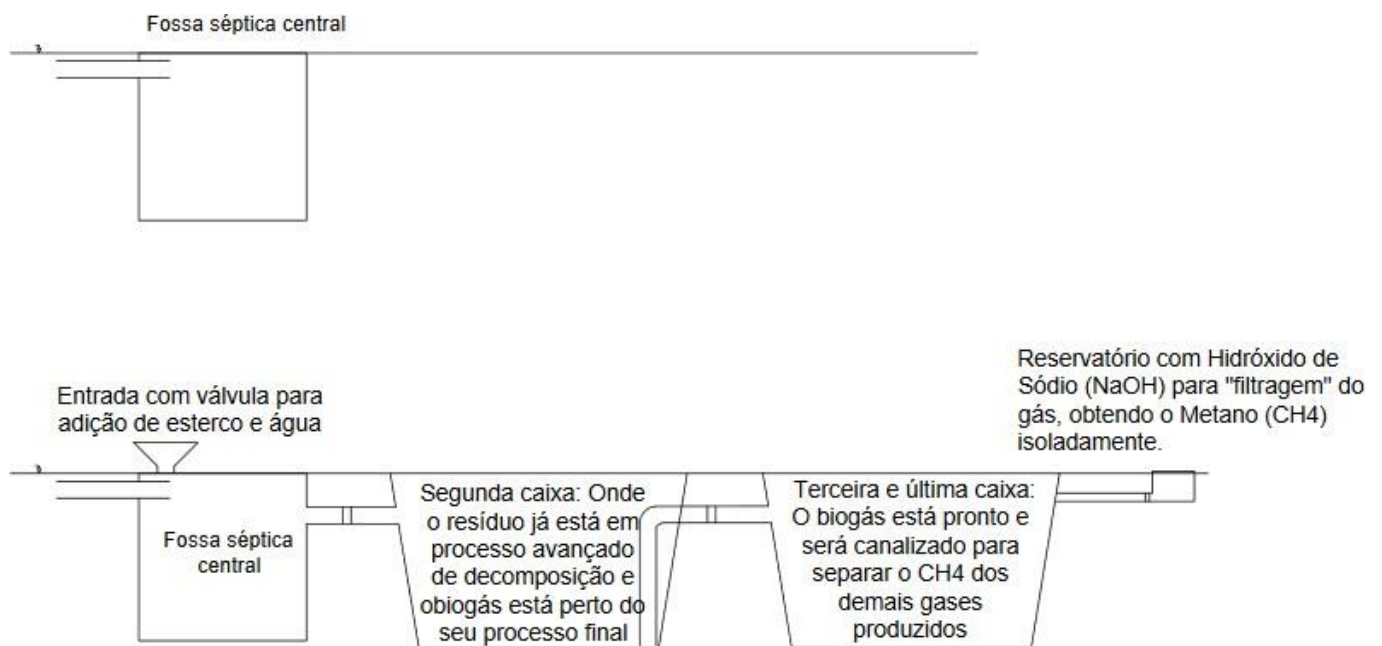 Fossa séptica central
Reservatório com Hidróxido de
Sódio (NaOH) para "filtragem" do
gás, obtendo o Metano (CH4)
isoladamente.
Entrada com válvula para
adição de esterco e água
Fossa séptica
central
Segunda caixa: Onde
o resíduo já está em
processo avançado
de decomposição e
obiogás está perto do
seu processo final
Terceira e última caixa:
O biogás está pronto e
será canalizado para
separar o CH4 dos
demais gases
produzidos